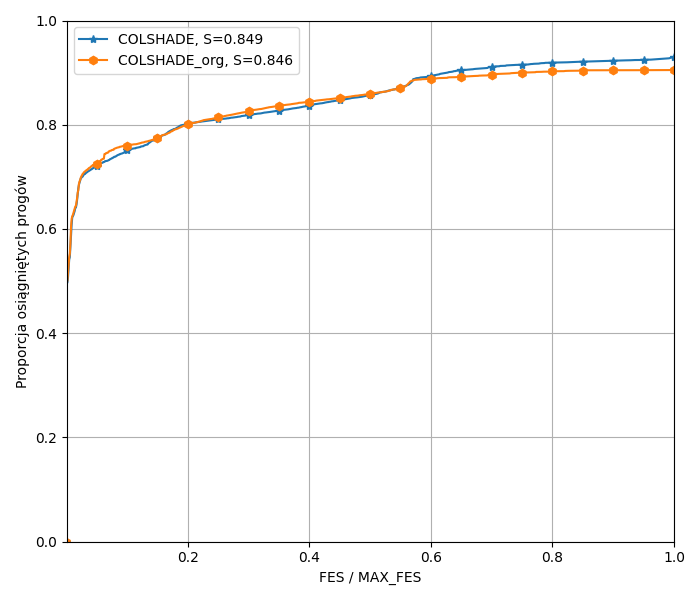 COLSHADE, S=0.849
COLSHADE_org, S=0.846
1.0
0.8
0.6
0.4
0.2
0.0
Proporcja osiągniętych progów
0.2 0.4 0.6 0.8 1.0
FES / MAX_FES